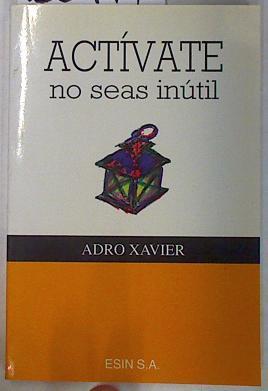 ACTÍVATE
no seas inútil
ADRO XAVIER
ESIN S.A.